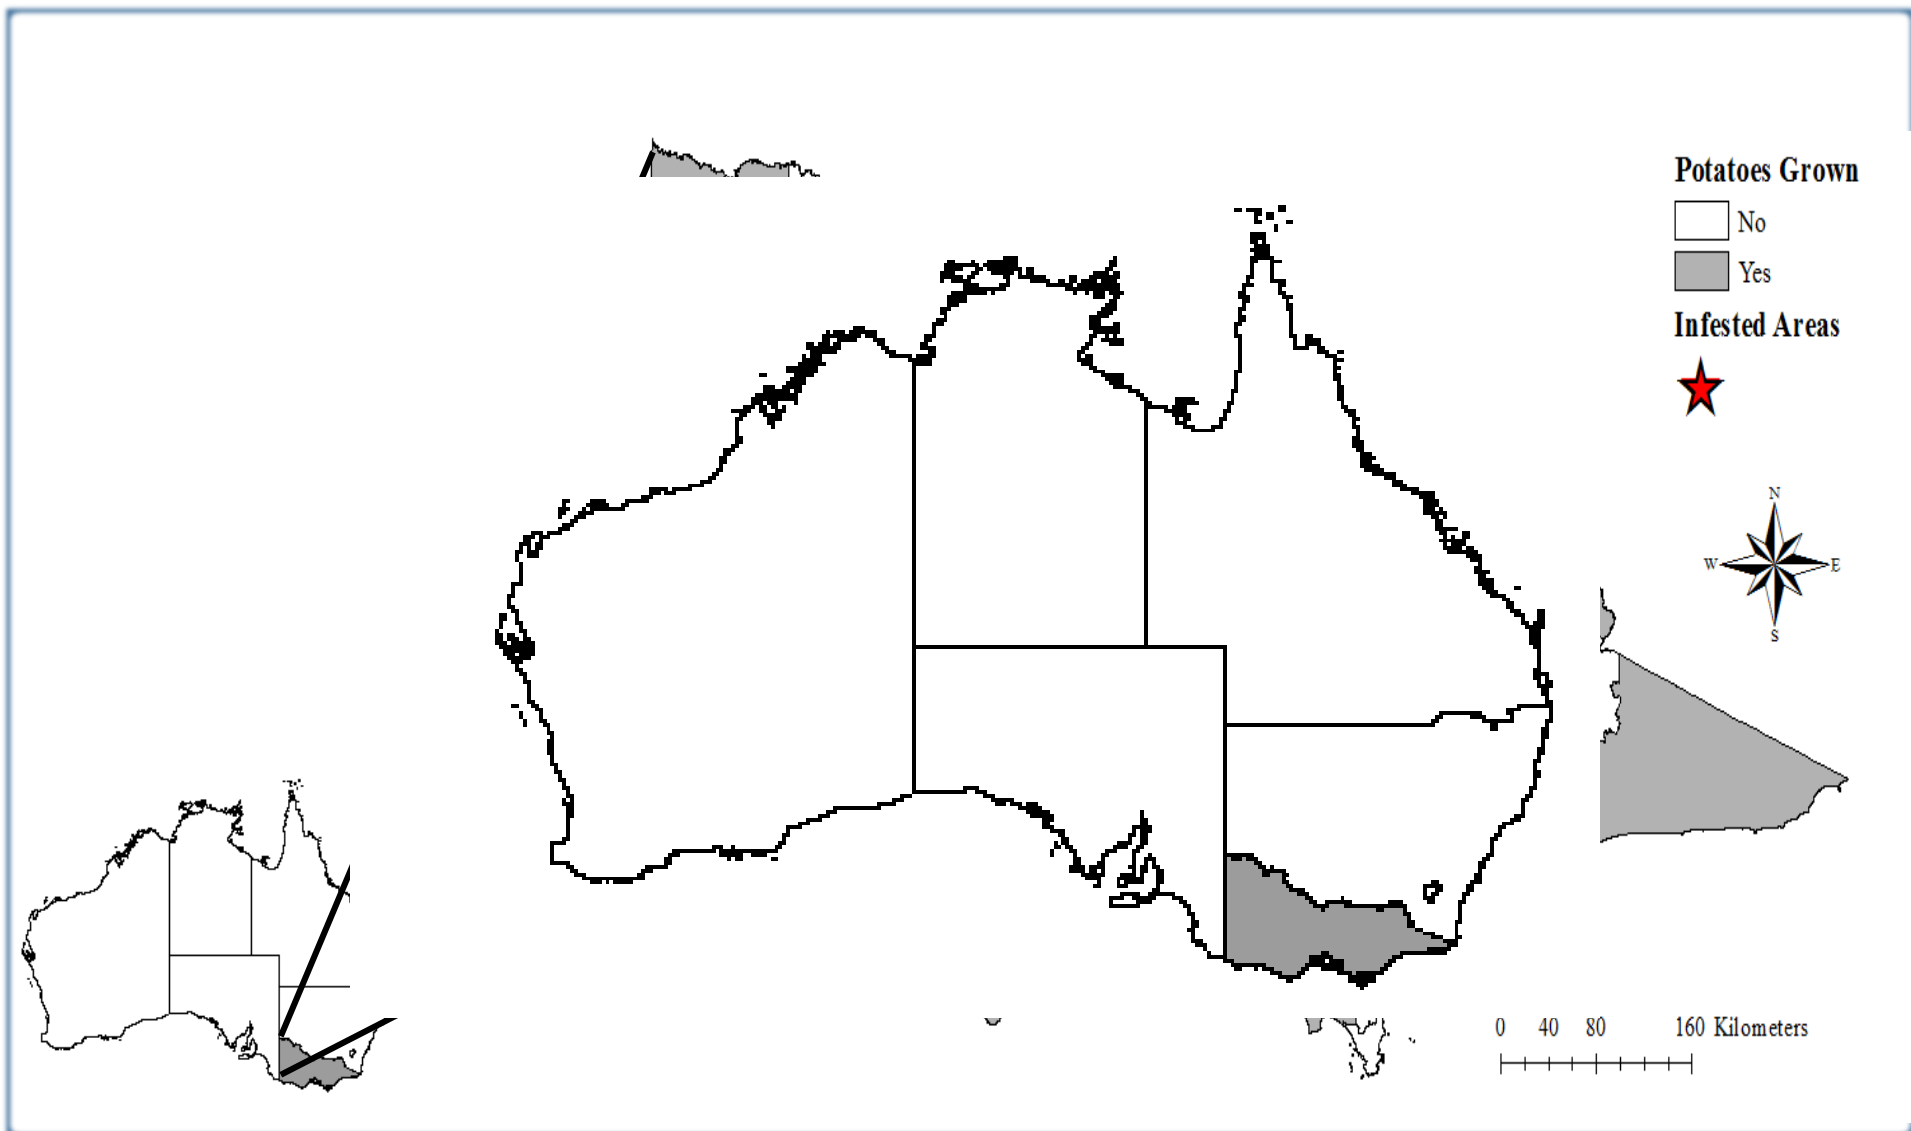 Potatoes Grown
No
Yes
Infested Areas
N
W E
S
0 40 80 160 Kilometers